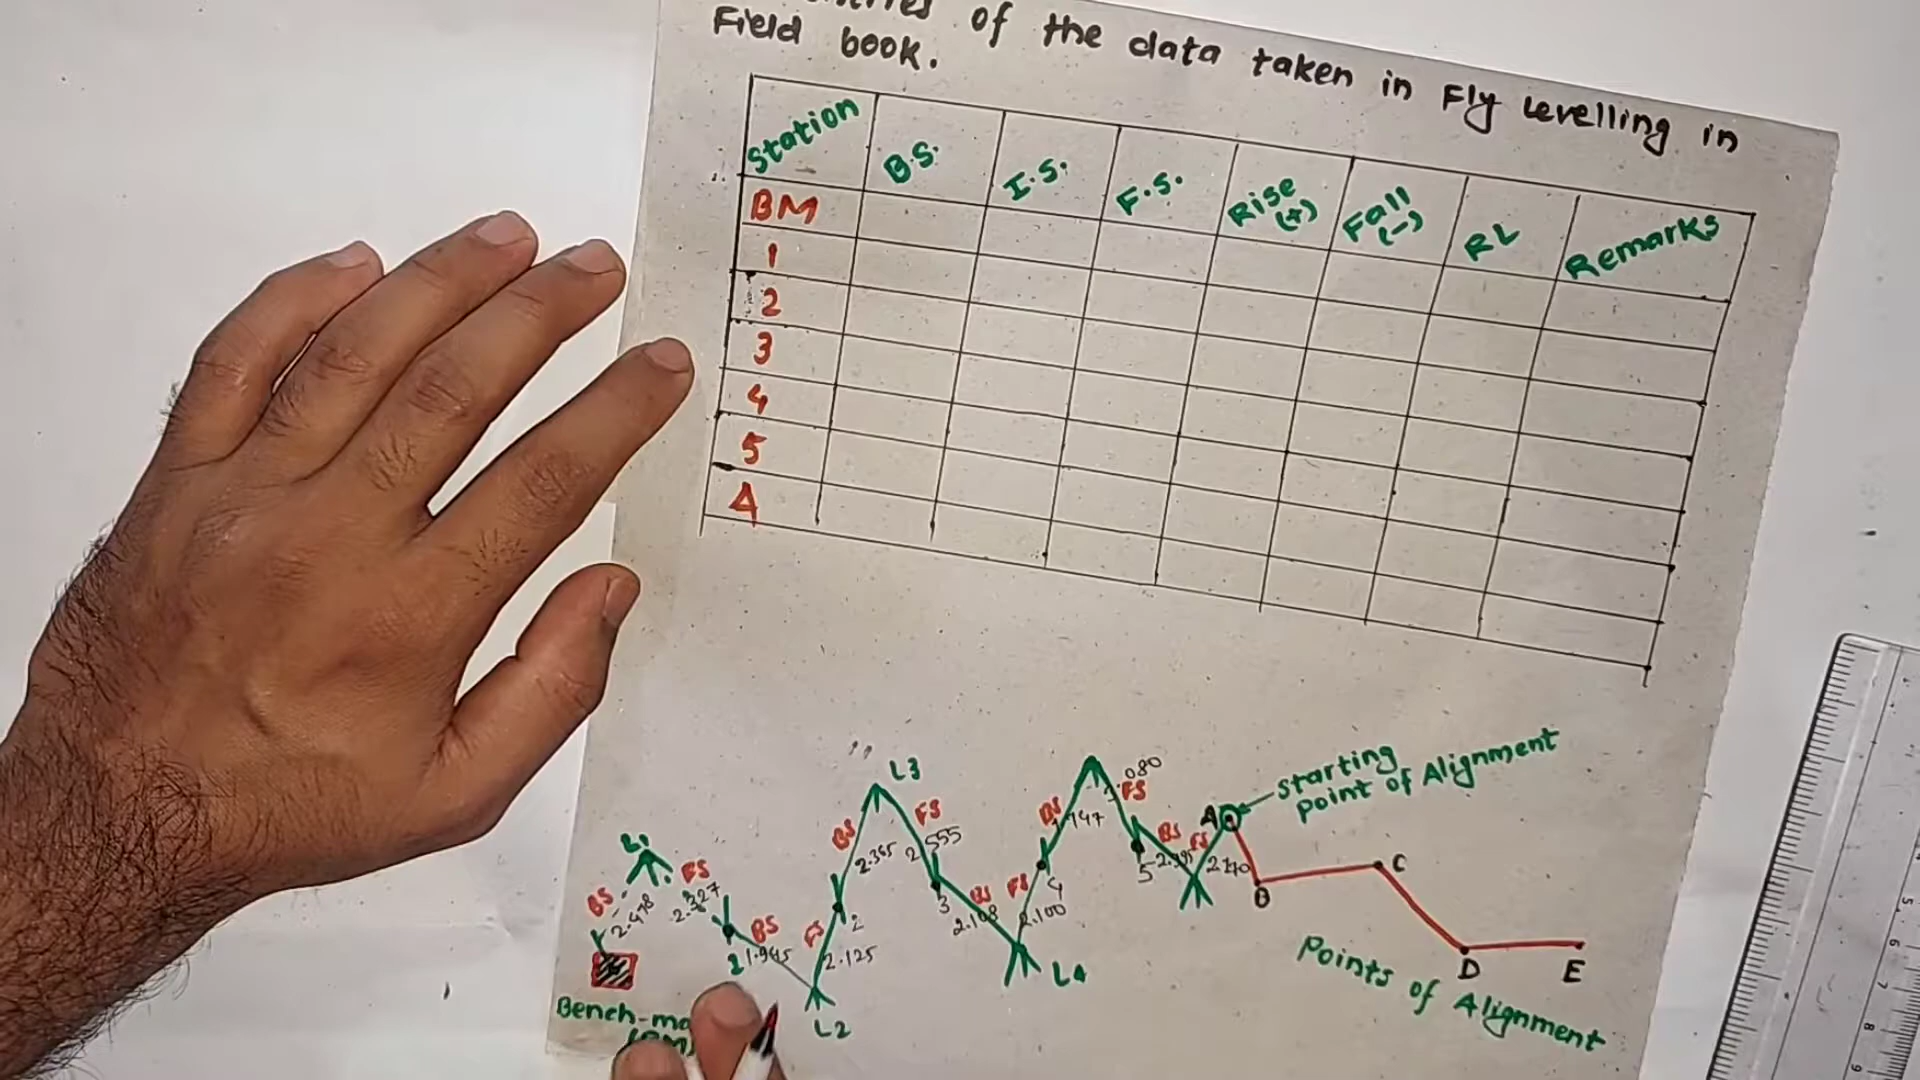 of the data taken in Fly Levelling in
Field book.
Station B.S. I.S. F.S. Rise (+) Fall (-) RL Remarks
BM
1
2
3
4
5
A
L1
BS
2.478
FS
2.327
Bench-ma
1
BS
1.945
L2
FS
2.125
2
BS
2.365
L3
FS
2.555
3
BS
2.108
L4
FS
2.100
4
BS
FS
080
5
BS
FS
A
Starting
point of Alignment
B
C
D
E
Points of Alignment